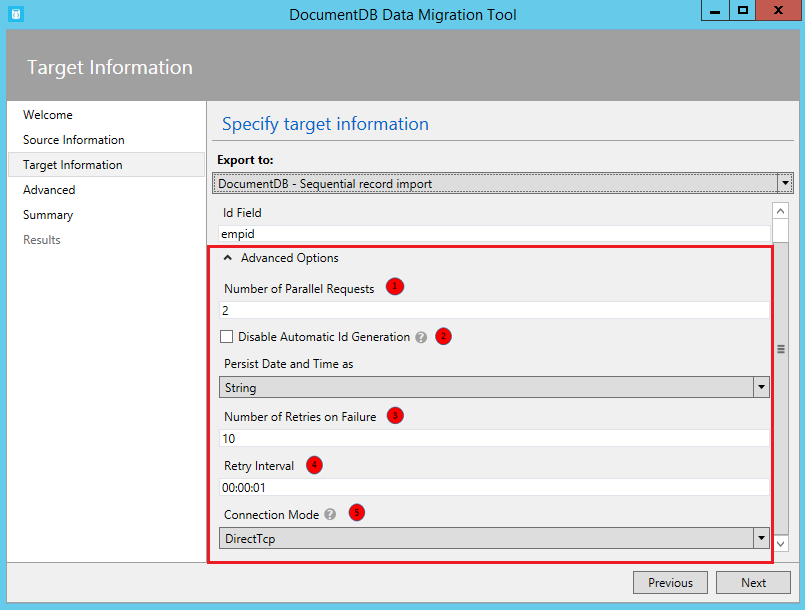 DocumentDB Data Migration Tool
Target Information
Welcome
Source Information
Target Information
Advanced
Summary
Results
Specify target information
Export to:
DocumentDB - Sequential record import
Id Field
empid
Advanced Options
Number of Parallel Requests 1
2
Disable Automatic Id Generation ? 2
Persist Date and Time as
String
Number of Retries on Failure 3
10
Retry Interval 4
00:00:01
Connection Mode ? 5
DirectTcp
Previous Next